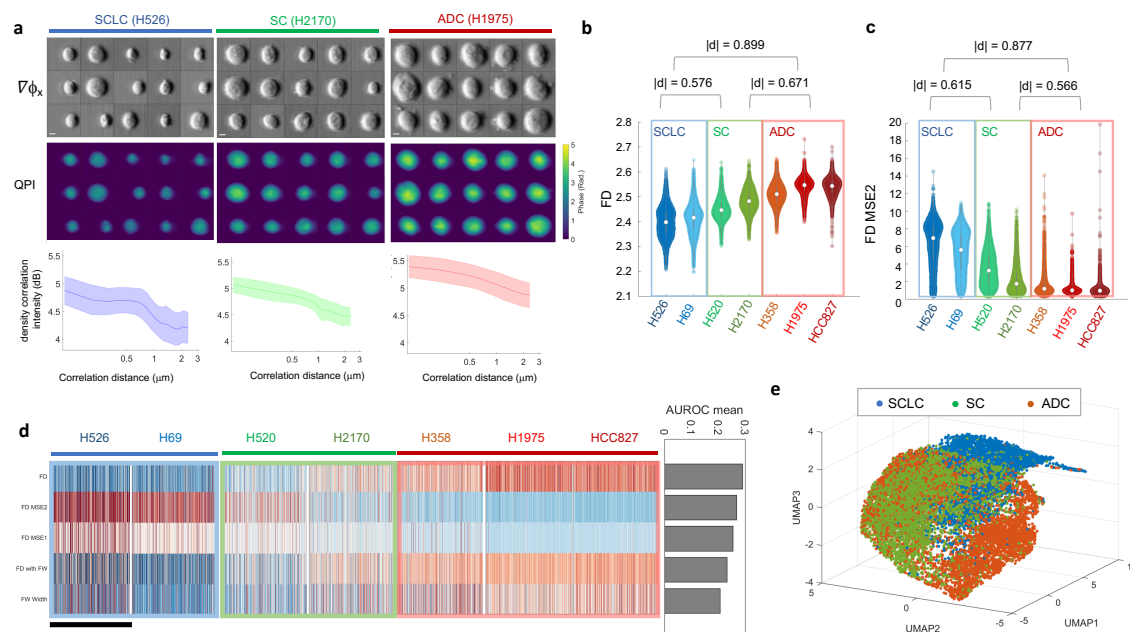 a
SCLC (H526)
SC (H2170)
ADC (H1975)
∇ϕx
QPI
5
4
3
2
1
0
Phase (Rad.)
density correlation
intensity (dB)
5
4.5
4
0.5
1
2
3
Correlation distance (μm)
5
4.5
4
0.5
1
2
3
Correlation distance (μm)
5.5
5
4.5
4
0.5
1
2
3
Correlation distance (μm)
b
|d| = 0.899
|d| = 0.576
|d| = 0.671
SCLC
SC
ADC
FD
2.8
2.7
2.6
2.5
2.4
2.3
2.2
2.1
H526
H69
H520
H2170
H358
H1975
HCC827
c
|d| = 0.877
|d| = 0.615
|d| = 0.566
SCLC
SC
ADC
FD MSE2
20
18
16
14
12
10
8
6
4
2
0
H526
H69
H520
H2170
H358
H1975
HCC827
d
H526
H69
H520
H2170
H358
H1975
HCC827
FD
FD MSE2
FD MSE1
FD with FW
FW Width
AUROC mean
0
0.1
0.2
0.3
e
SCLC
SC
ADC
UMAP3
4
2
0
-2
-4
5
0
-5
UMAP2
-5
0
5
UMAP1